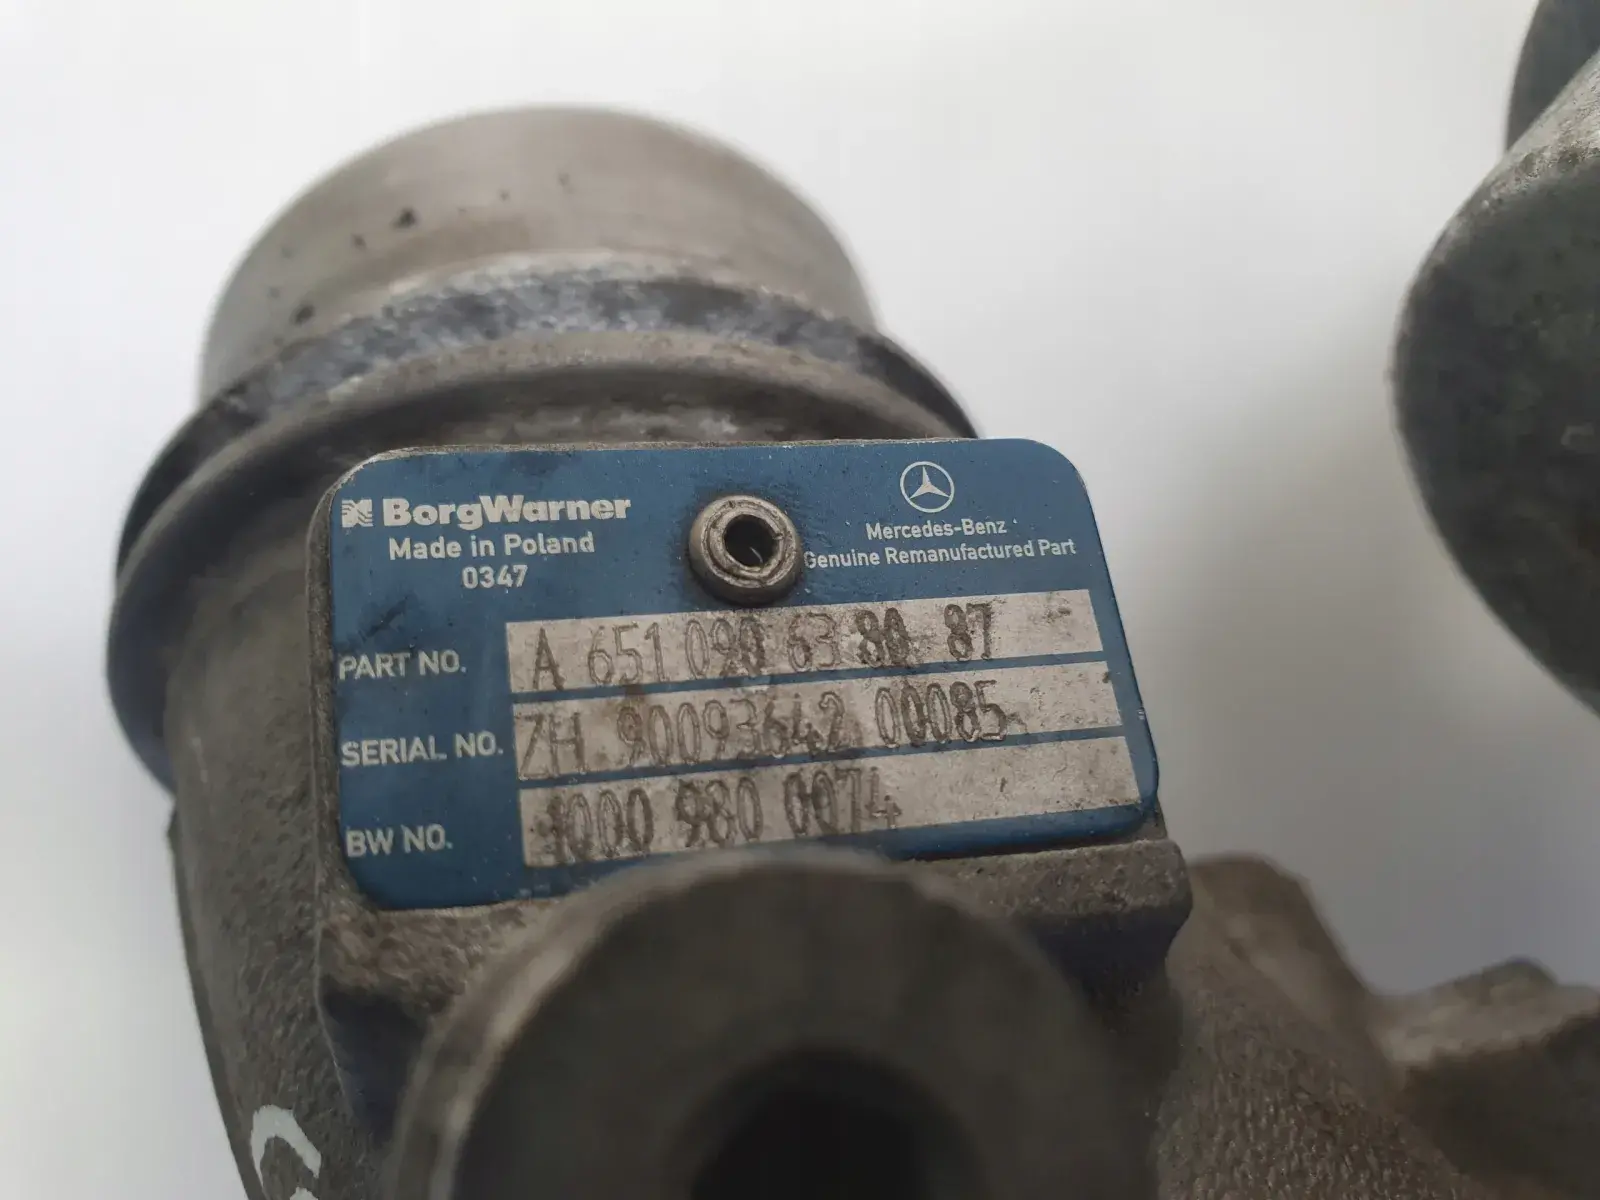 BorgWarner
Made in Poland
0347
Mercedes-Benz
Genuine Remanufactured Part
PART NO. A 651 090 63 80 87
SERIAL NO. ZH 90093642 00085
BW NO. 1000 980 0074